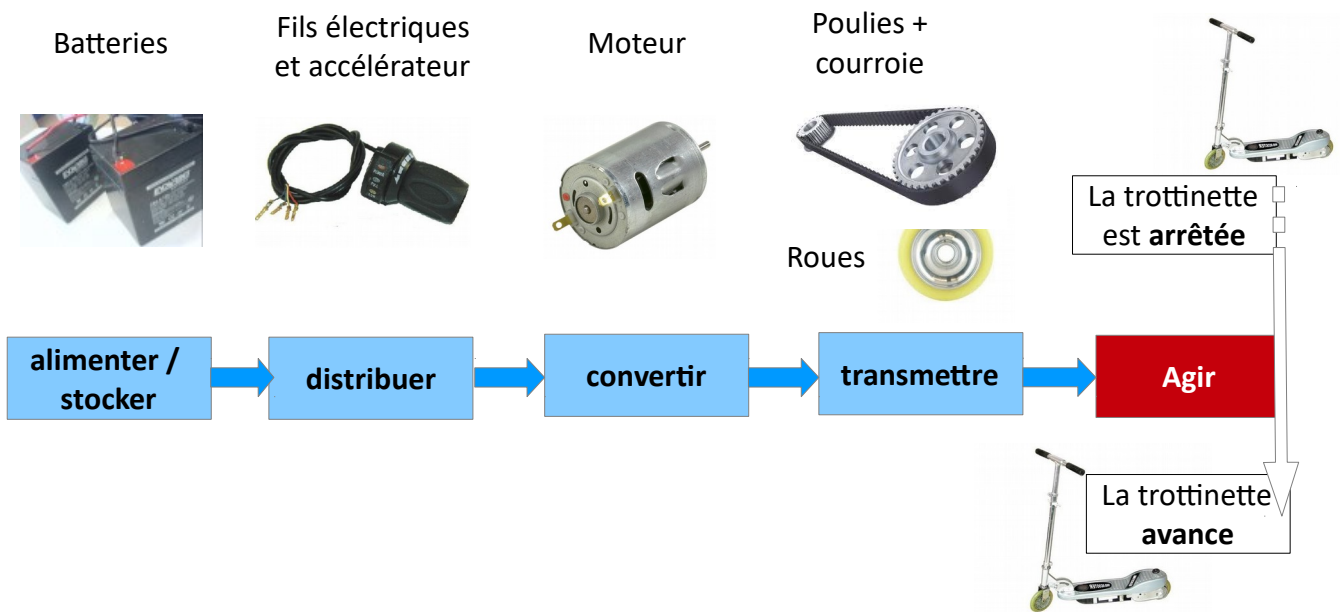 Batteries
Fils électriques
et accélérateur
Moteur
Poulies +
courroie
Roues
La trottinette
est arrêtée
alimenter /
stocker
distribuer
convertir
transmettre
Agir
La trottinette
avance